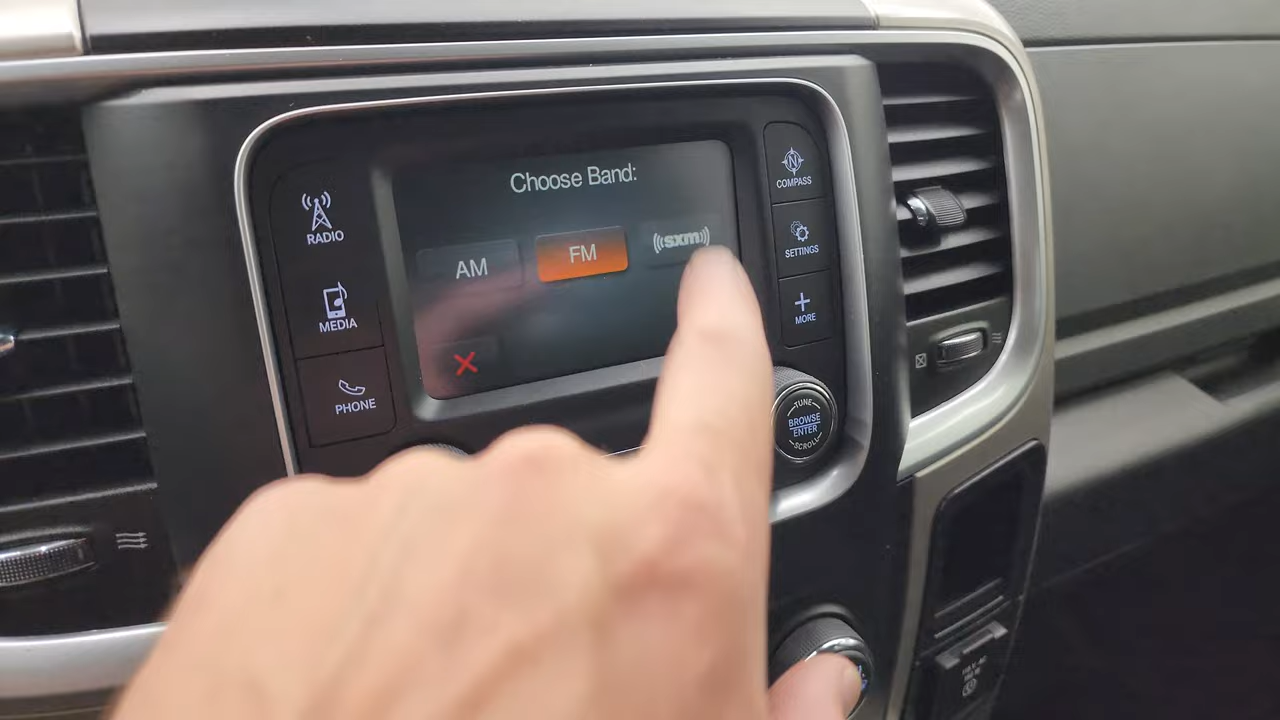 Choose Band:
AM
FM
sxm
RADIO
MEDIA
PHONE
N
COMPASS
SETTINGS
MORE
TUNE
BROWSE
ENTER
SCROLL